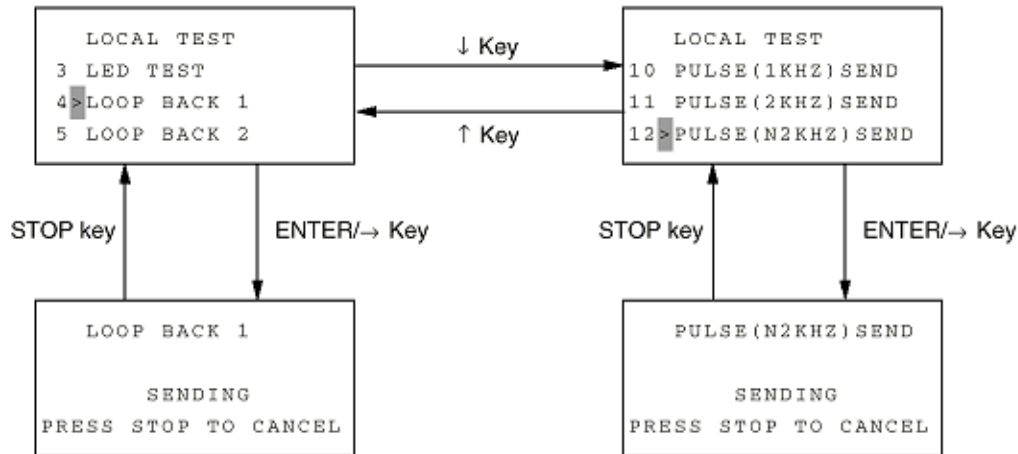 LOCAL TEST
3 LED TEST
4>LOOP BACK 1
5 LOOP BACK 2
↓ Key
↑ Key
LOCAL TEST
10 PULSE(1KHZ)SEND
11 PULSE(2KHZ)SEND
12>PULSE(N2KHZ)SEND
STOP key
ENTER/→ Key
STOP key
ENTER/→ Key
LOOP BACK 1
SENDING
PRESS STOP TO CANCEL
PULSE(N2KHZ)SEND
SENDING
PRESS STOP TO CANCEL